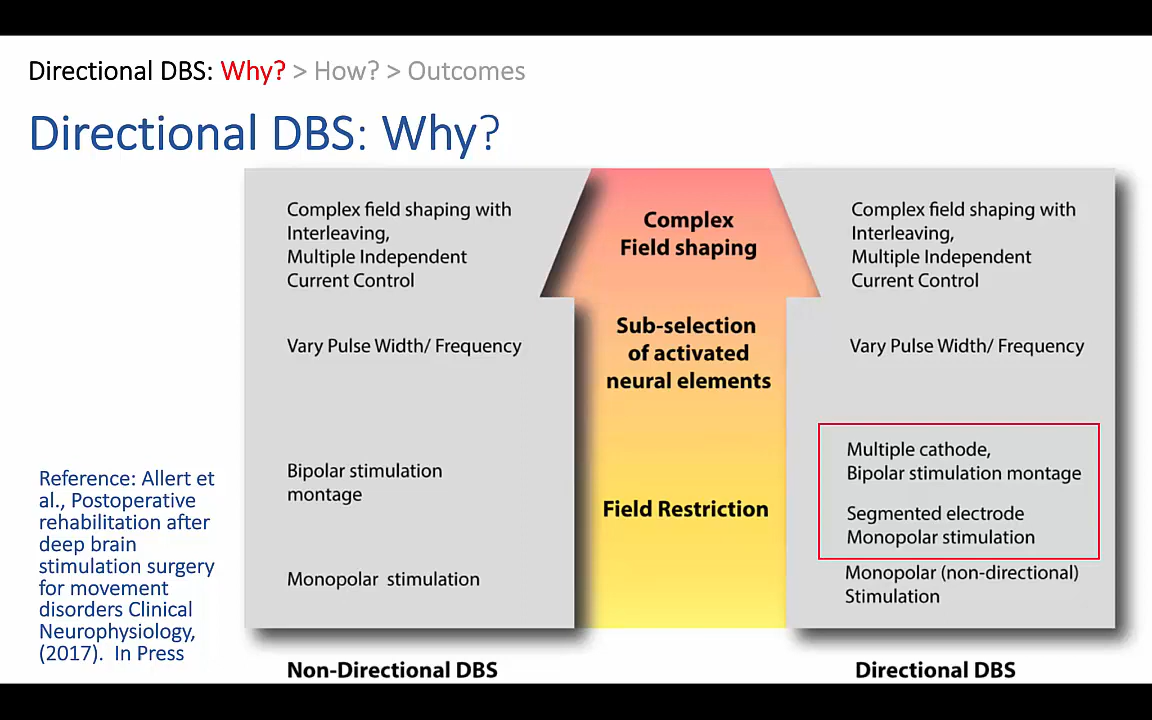 Directional DBS: Why? > How? > Outcomes
Directional DBS: Why?
Complex field shaping with
Interleaving,
Multiple Independent
Current Control
Vary Pulse Width/ Frequency
Bipolar stimulation
montage
Monopolar stimulation
Non-Directional DBS
Complex
Field shaping
Sub-selection
of activated
neural elements
Field Restriction
Complex field shaping with
Interleaving,
Multiple Independent
Current Control
Vary Pulse Width/ Frequency
Multiple cathode,
Bipolar stimulation montage
Segmented electrode
Monopolar stimulation
Monopolar (non-directional)
Stimulation
Directional DBS
Reference: Allert et
al., Postoperative
rehabilitation after
deep brain
stimulation surgery
for movement
disorders Clinical
Neurophysiology,
(2017). In Press